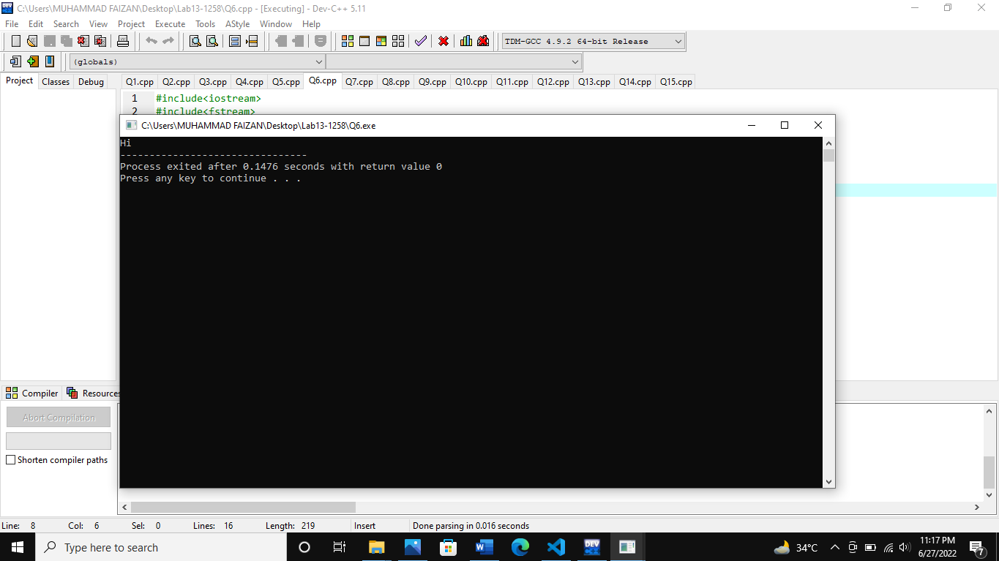 C:\Users\MUHAMMAD FAIZAN\Desktop\Lab13-1258\Q6.cpp - [Executing] - Dev-C++ 5.11
File Edit Search View Project Execute Tools AStyle Window Help
TDM-GCC 4.9.2 64-bit Release
(globals)
Project Classes Debug Q1.cpp Q2.cpp Q3.cpp Q4.cpp Q5.cpp Q6.cpp Q7.cpp Q8.cpp Q9.cpp Q10.cpp Q11.cpp Q12.cpp Q13.cpp Q14.cpp Q15.cpp
1 #include<iostream>
2 #include<fstream>
C:\Users\MUHAMMAD FAIZAN\Desktop\Lab13-1258\Q6.exe
Hi
--------------------------------
Process exited after 0.1476 seconds with return value 0
Press any key to continue . . .
Compiler Resources
Abort Compilation
Shorten compiler paths
Line: 8 Col: 6 Sel: 0 Lines: 16 Length: 219 Insert Done parsing in 0.016 seconds
Type here to search
DEV
34°C
11:17 PM
6/27/2022
7